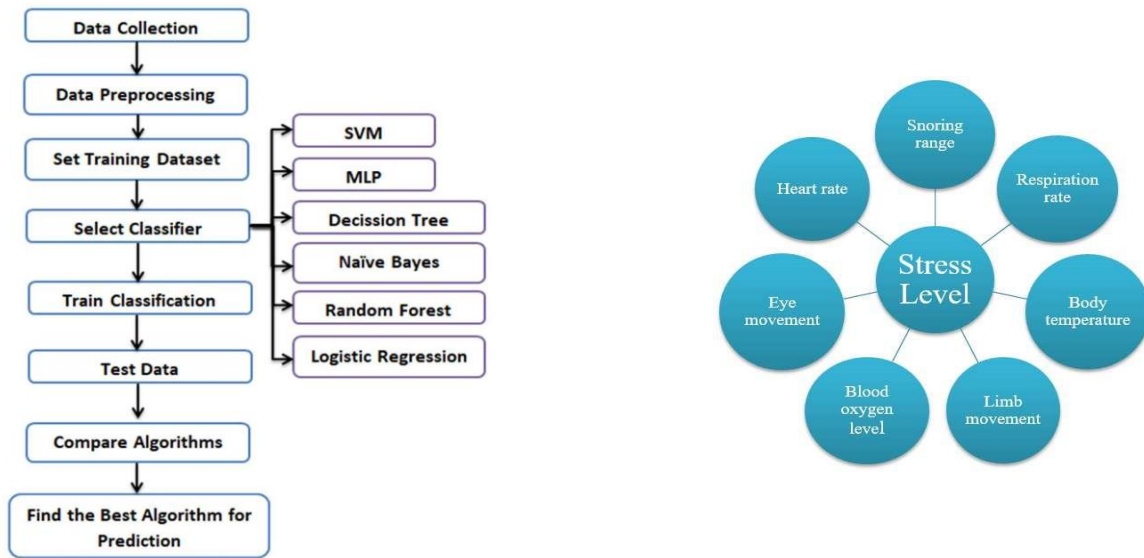 Data Collection
Data Preprocessing
Set Training Dataset
Select Classifier
Train Classification
Test Data
Compare Algorithms
Find the Best Algorithm for
Prediction
SVM
MLP
Decission Tree
Naïve Bayes
Random Forest
Logistic Regression
Snoring
range
Respiration
rate
Body
temperature
Limb
movement
Blood
oxygen
level
Eye
movement
Heart rate
Stress
Level